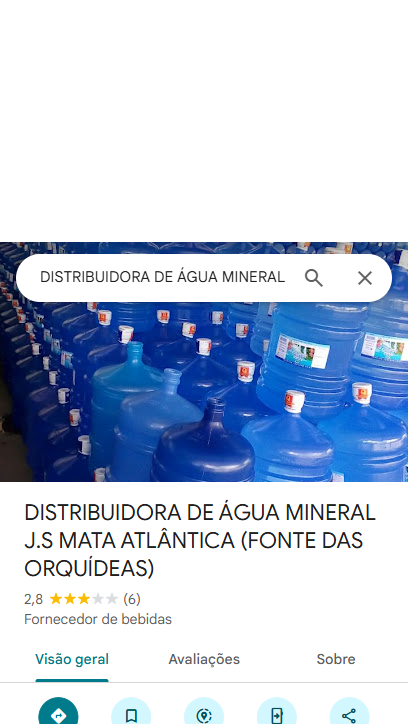 DISTRIBUIDORA DE ÁGUA MINERAL
DISTRIBUIDORA DE ÁGUA MINERAL
J.S MATA ATLÂNTICA (FONTE DAS
ORQUÍDEAS)
2,8 (6)
Fornecedor de bebidas
Visão geral Avaliações Sobre